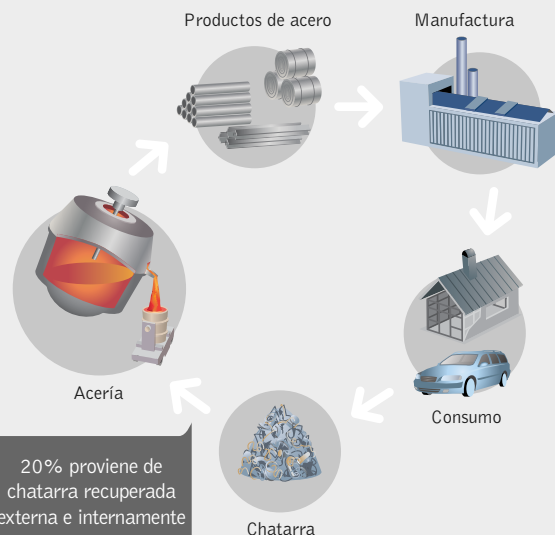 Productos de acero
Manufactura
Acería
Consumo
Chatarra
20% proviene de
chatarra recuperada
externa e internamente